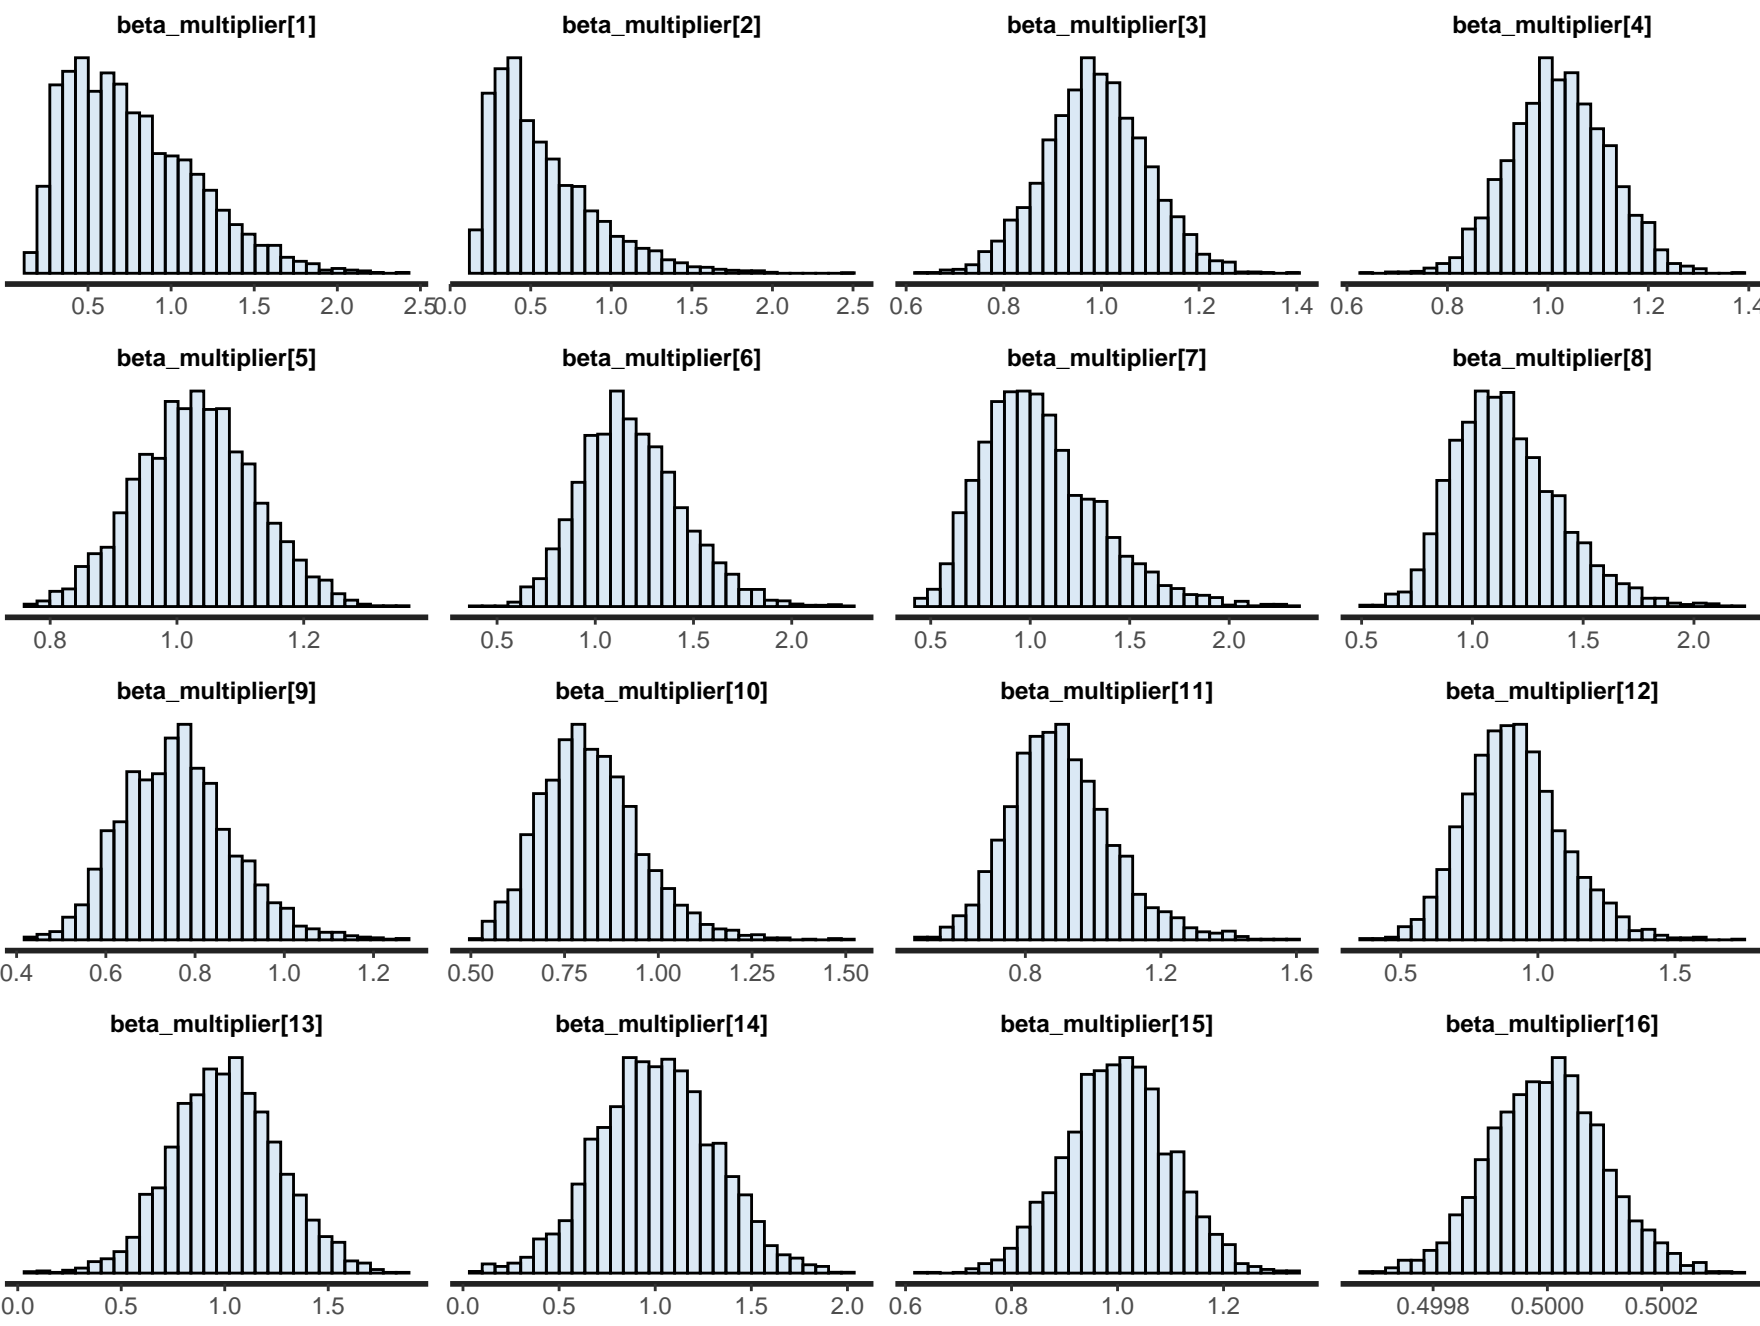 beta_multiplier[1] beta_multiplier[2] beta_multiplier[3] beta_multiplier[4]
0.5 1.0 1.5 2.0 2.5 0.0 0.5 1.0 1.5 2.0 2.5 0.6 0.8 1.0 1.2 1.4 0.6 0.8 1.0 1.2 1.4
beta_multiplier[5] beta_multiplier[6] beta_multiplier[7] beta_multiplier[8]
0.8 1.0 1.2 0.5 1.0 1.5 2.0 0.5 1.0 1.5 2.0 0.5 1.0 1.5 2.0
beta_multiplier[9] beta_multiplier[10] beta_multiplier[11] beta_multiplier[12]
0.4 0.6 0.8 1.0 1.2 0.50 0.75 1.00 1.25 1.50 0.8 1.2 1.6 0.5 1.0 1.5
beta_multiplier[13] beta_multiplier[14] beta_multiplier[15] beta_multiplier[16]
0.0 0.5 1.0 1.5 0.0 0.5 1.0 1.5 2.0 0.6 0.8 1.0 1.2 0.4998 0.5000 0.5002